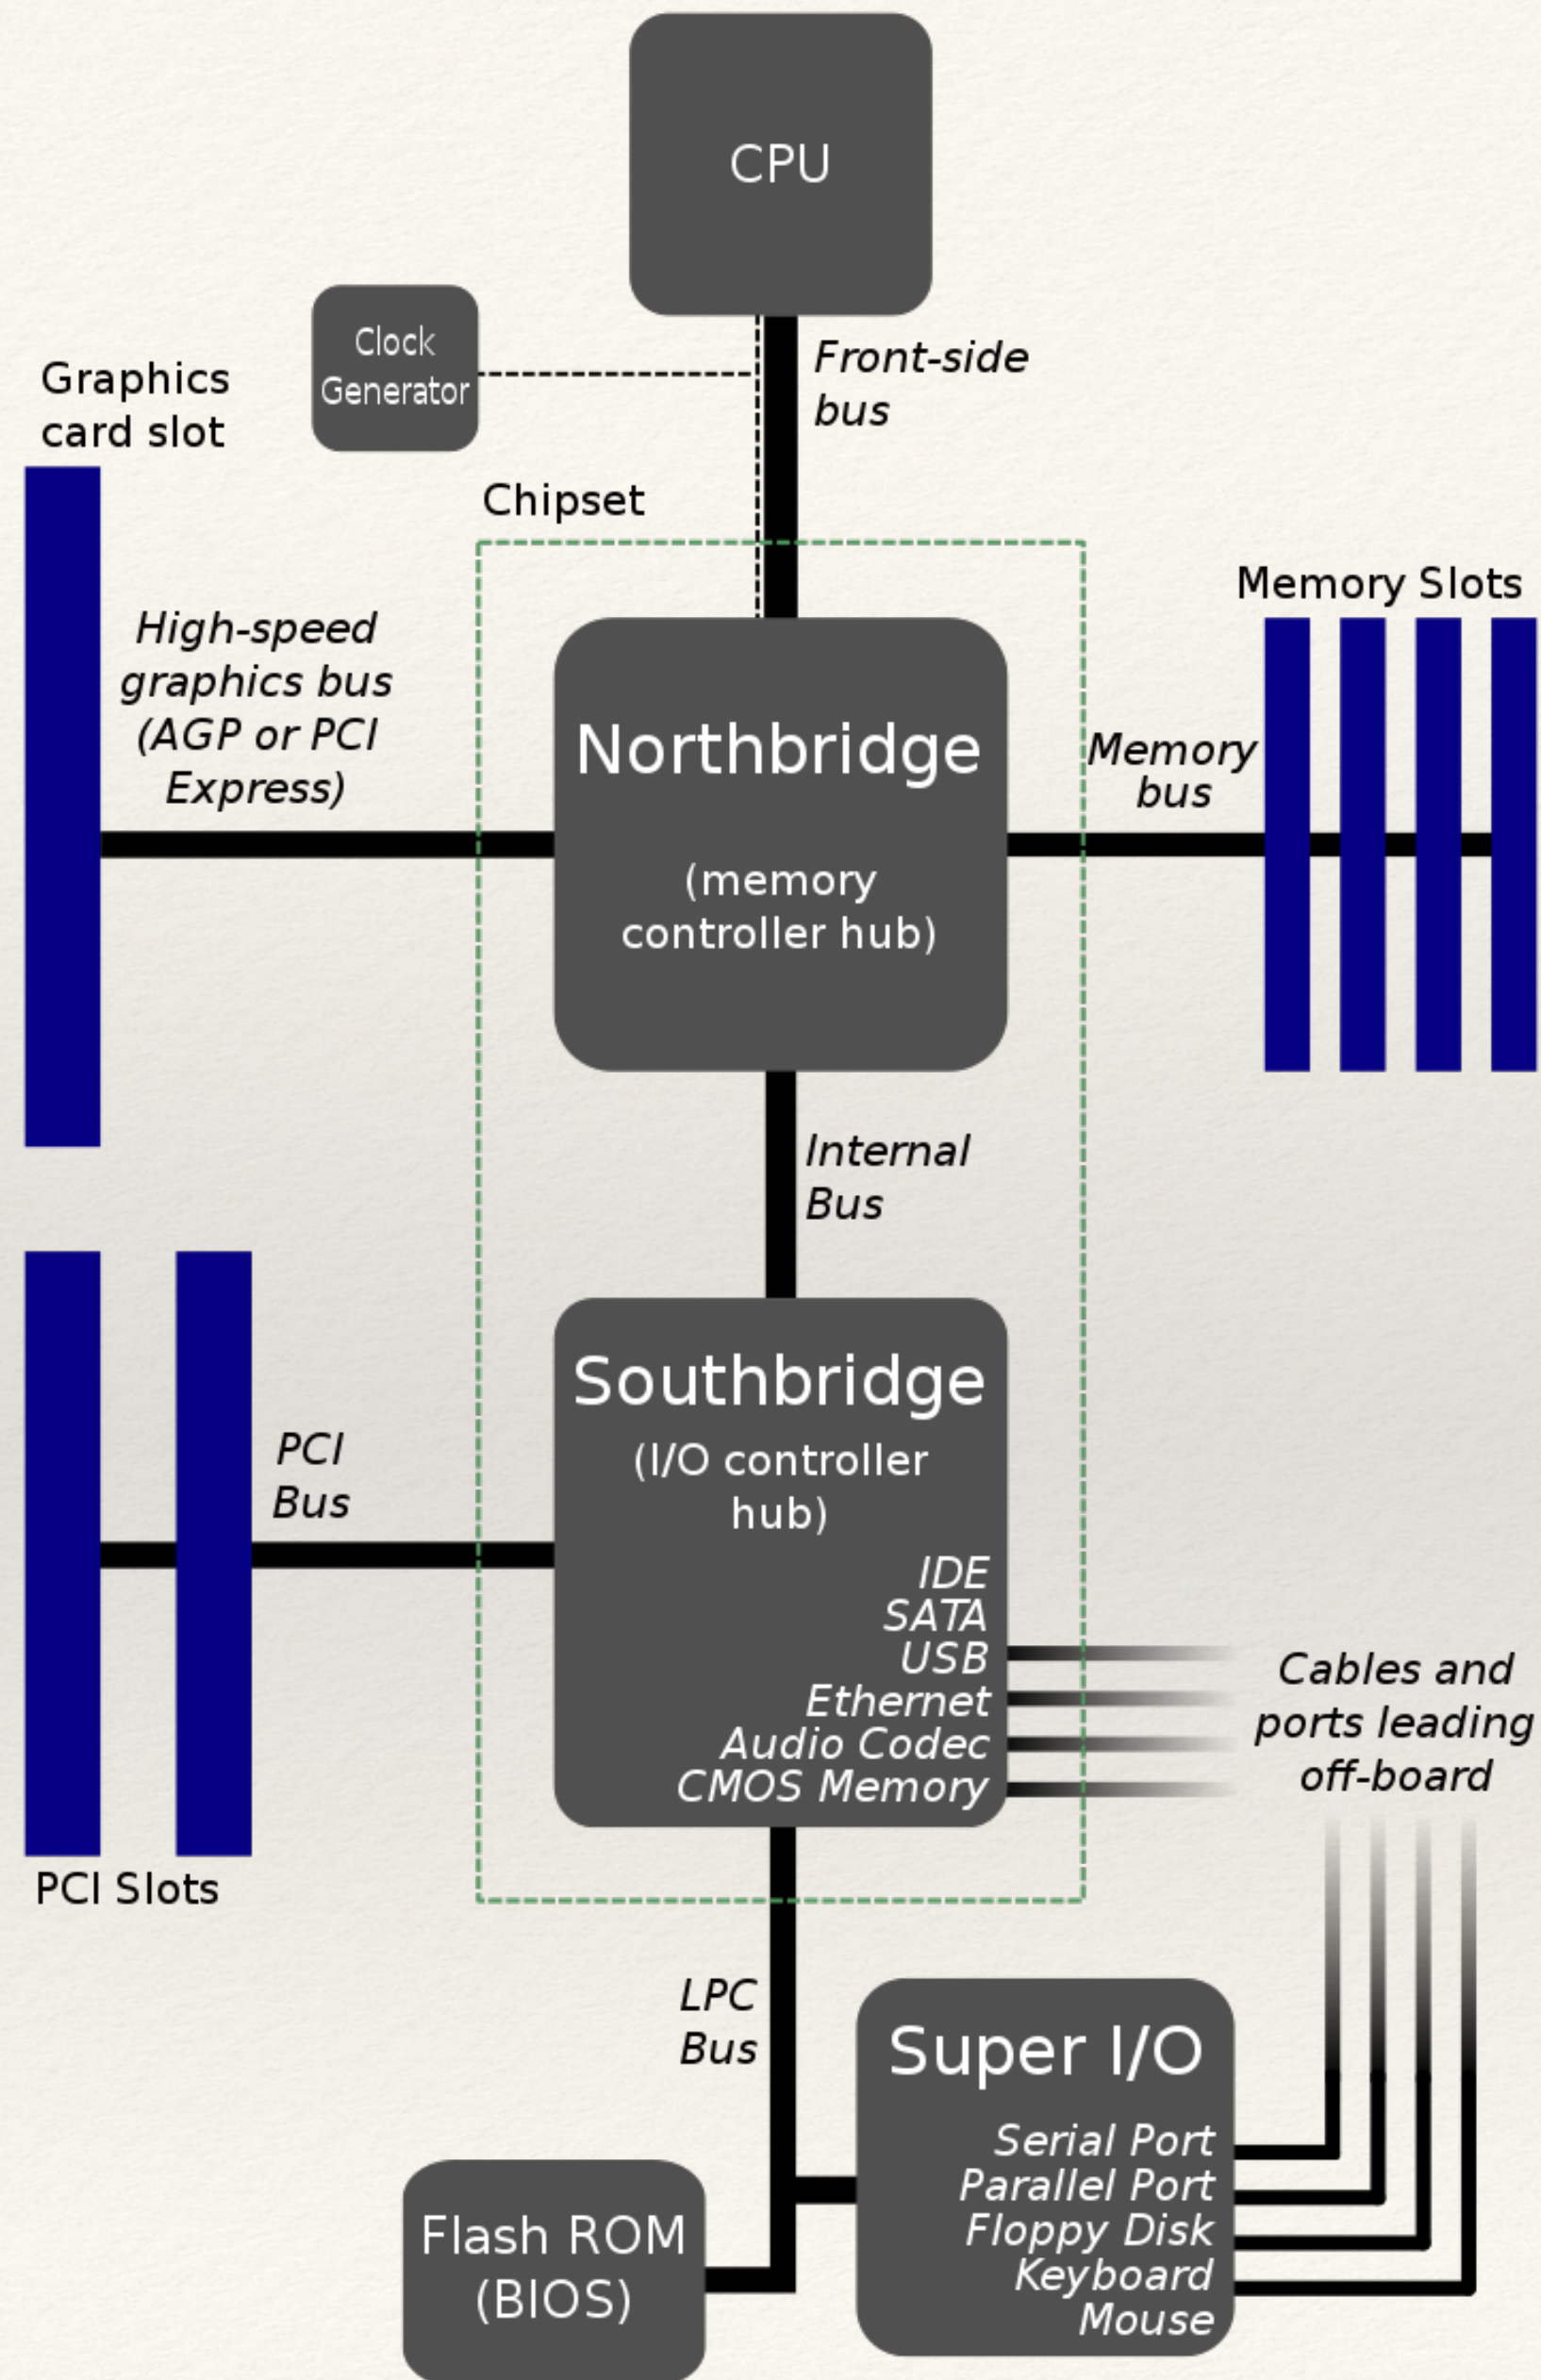 CPU
Clock
Generator
Front-side
bus
Graphics
card slot
Chipset
High-speed
graphics bus
(AGP or PCI
Express)
Northbridge
(memory
controller hub)
Memory Slots
Memory
bus
Internal
Bus
Southbridge
(I/O controller
hub)
IDE
SATA
USB
Ethernet
Audio Codec
CMOS Memory
PCI
Bus
PCI Slots
Cables and
ports leading
off-board
LPC
Bus
Super I/O
Serial Port
Parallel Port
Floppy Disk
Keyboard
Mouse
Flash ROM
(BIOS)